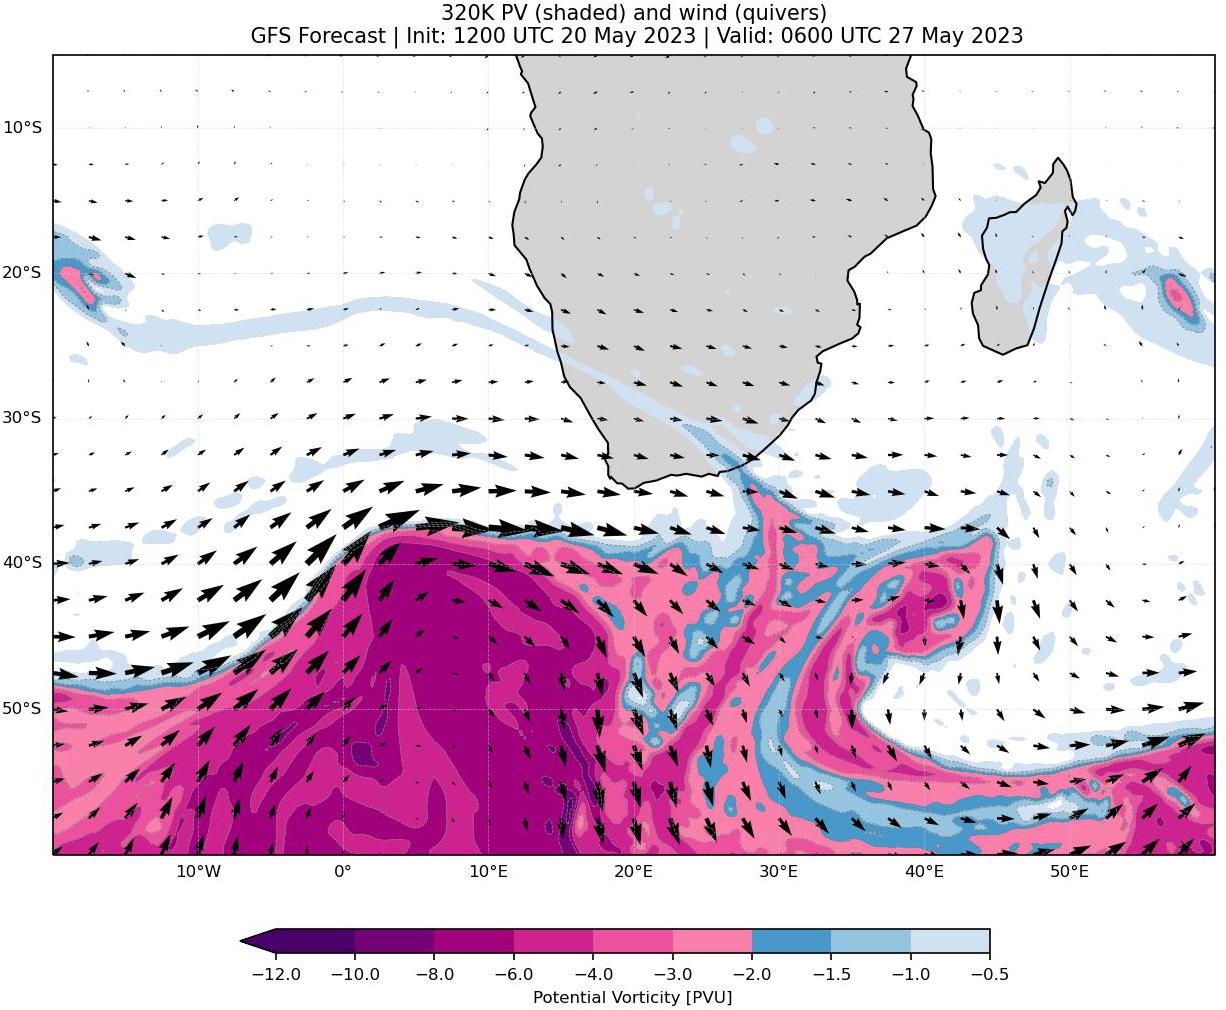 320K PV (shaded) and wind (quivers)
GFS Forecast | Init: 1200 UTC 20 May 2023 | Valid: 0600 UTC 27 May 2023
10°S
20°S
30°S
40°S
50°S
10°W 0° 10°E 20°E 30°E 40°E 50°E
−12.0 −10.0 −8.0 −6.0 −4.0 −3.0 −2.0 −1.5 −1.0 −0.5
Potential Vorticity [PVU]